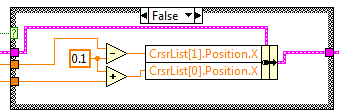 False
?
0.1
CrsrList[1].Position.X
CrsrList[0].Position.X